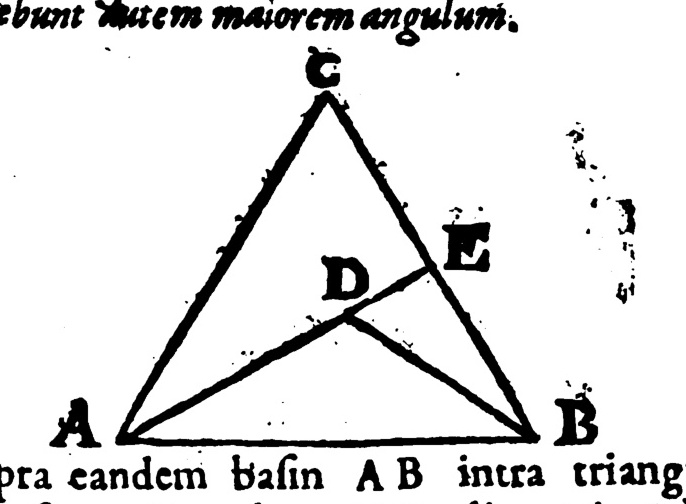 ebunt autem maiorem angulum.
C
E
D
A
B
pra eandem baſin A B intra triang